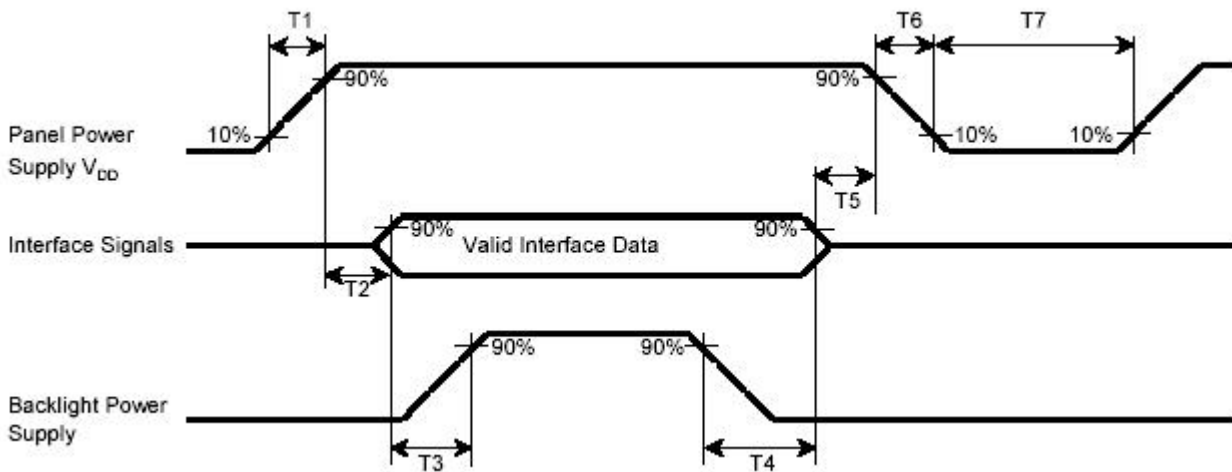 T1
T6
T7
90%
90%
10%
10%
10%
Panel Power
Supply VDD
T5
90%
90%
Interface Signals
Valid Interface Data
T2
90%
90%
Backlight Power
Supply
T3
T4